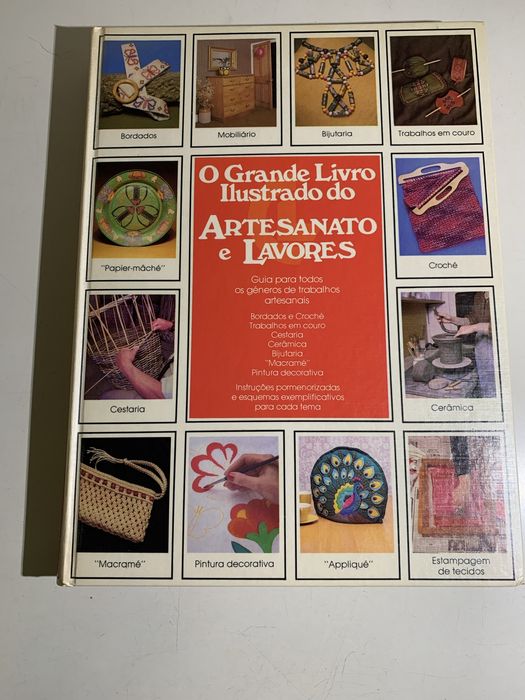 Bordados
Mobiliário
Bijutaria
Trabalhos em couro
O Grande Livro
Ilustrado do
ARTESANATO
e LAVORES
Guia para todos
os géneros de trabalhos
artesanais
Bordados e Croché
Trabalhos em couro
Cestaria
Cerâmica
Bijutaria
"Macramé"
Pintura decorativa
Instruções pormenorizadas
e esquemas exemplificativos
para cada tema
"Papier-mâché"
Croché
Cestaria
Cerâmica
"Macramé"
Pintura decorativa
"Appliqué"
Estampagem
de tecidos